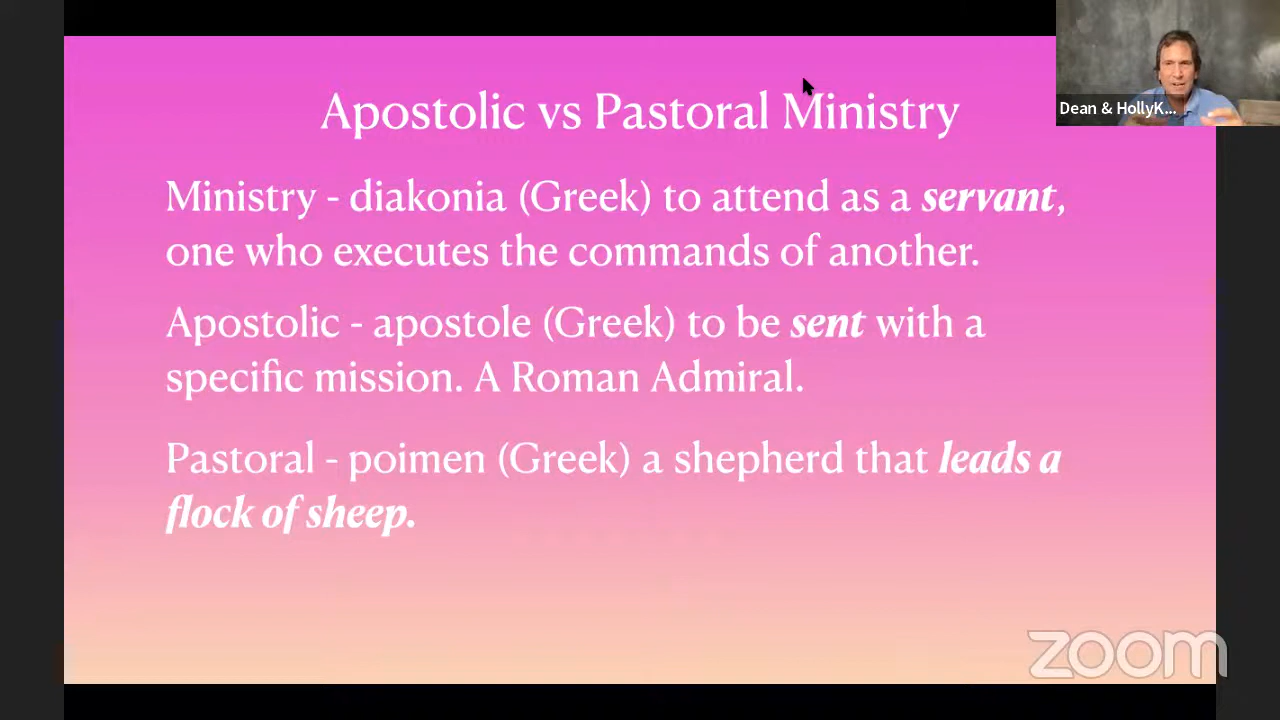 Apostolic vs Pastoral Ministry
Dean & HollyK...
Ministry - diakonia (Greek) to attend as a servant,
one who executes the commands of another.
Apostolic - apostole (Greek) to be sent with a
specific mission. A Roman Admiral.
Pastoral - poimen (Greek) a shepherd that leads a
flock of sheep.
zoom